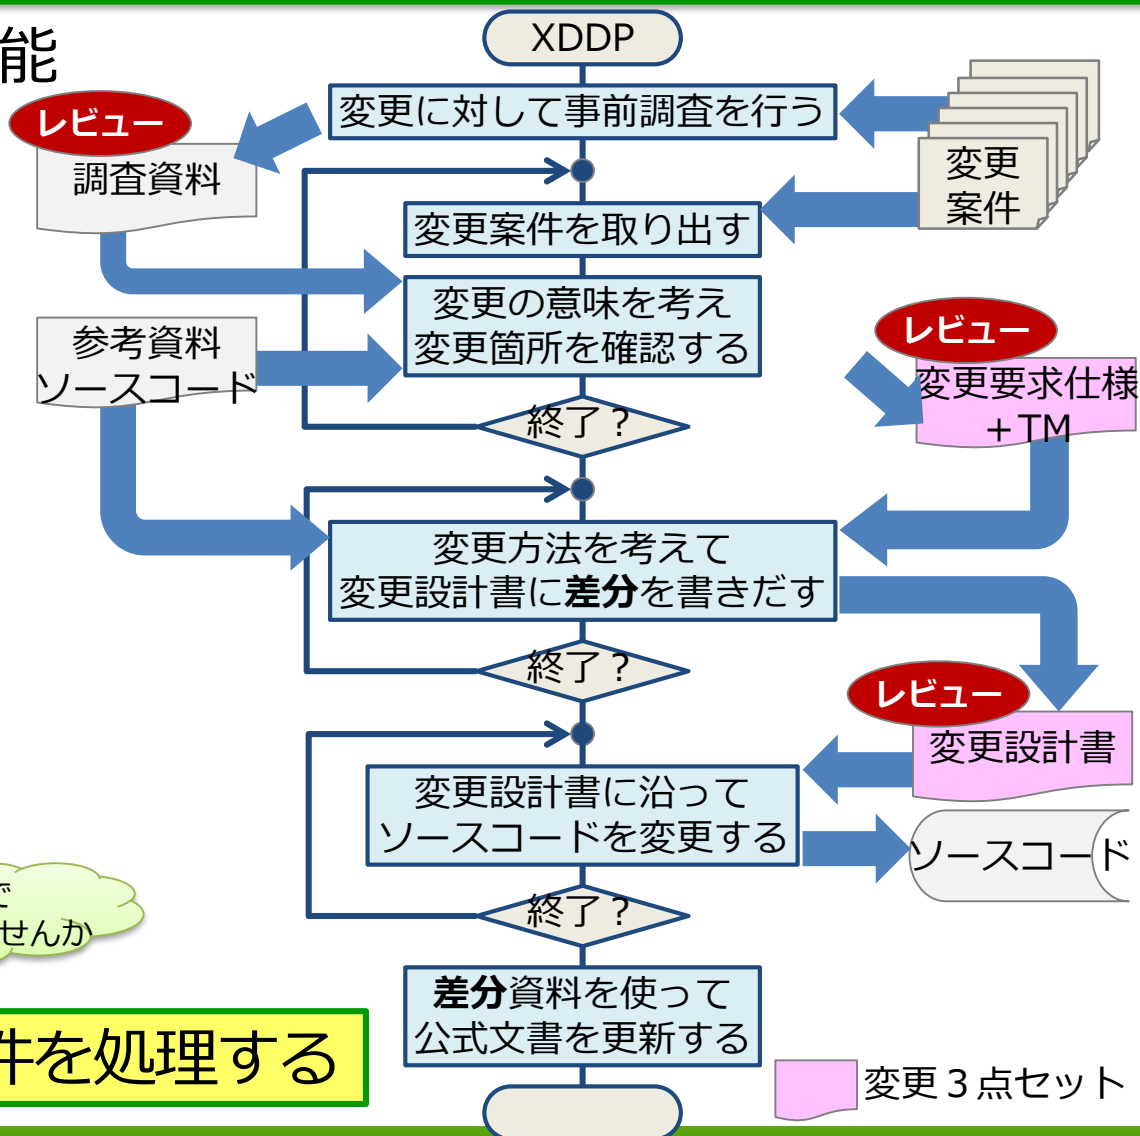 能
XDDP
変更に対して事前調査を行う
レビュー
調査資料
変更
案件
変更案件を取り出す
変更の意味を考え
変更箇所を確認する
参考資料
ソースコード
レビュー
変更要求仕様
+TM
終了？
変更方法を考えて
変更設計書に差分を書きだす
終了？
レビュー
変更設計書
変更設計書に沿って
ソースコードを変更する
ソースコード
で
せんか
終了？
差分資料を使って
公式文書を更新する
件を処理する
変更３点セット